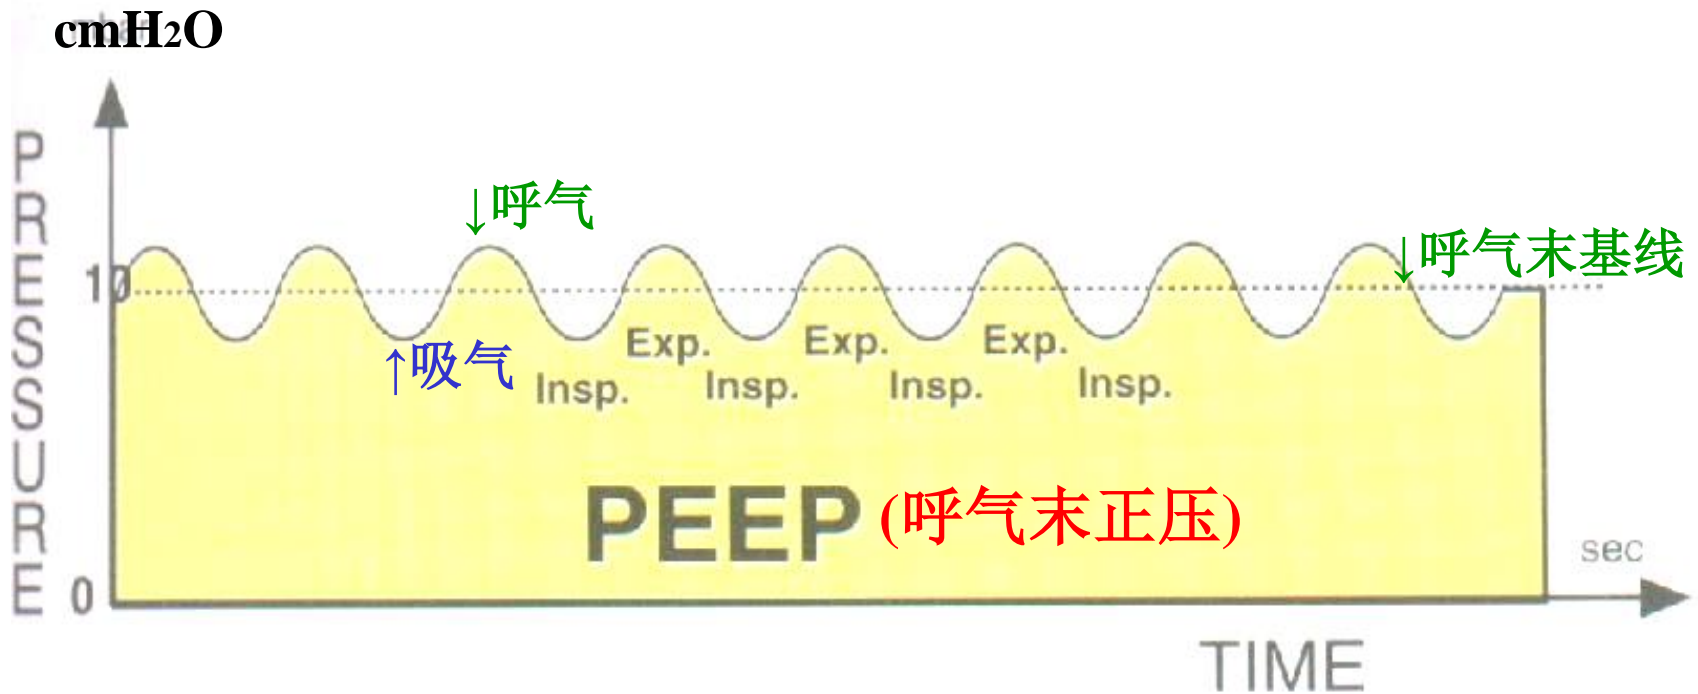 cmH2O
PRESSURE
↓呼气
↓呼气末基线
10
Exp. Exp. Exp.
↑吸气
Insp. Insp. Insp. Insp.
PEEP (呼气末正压)
sec
0
TIME